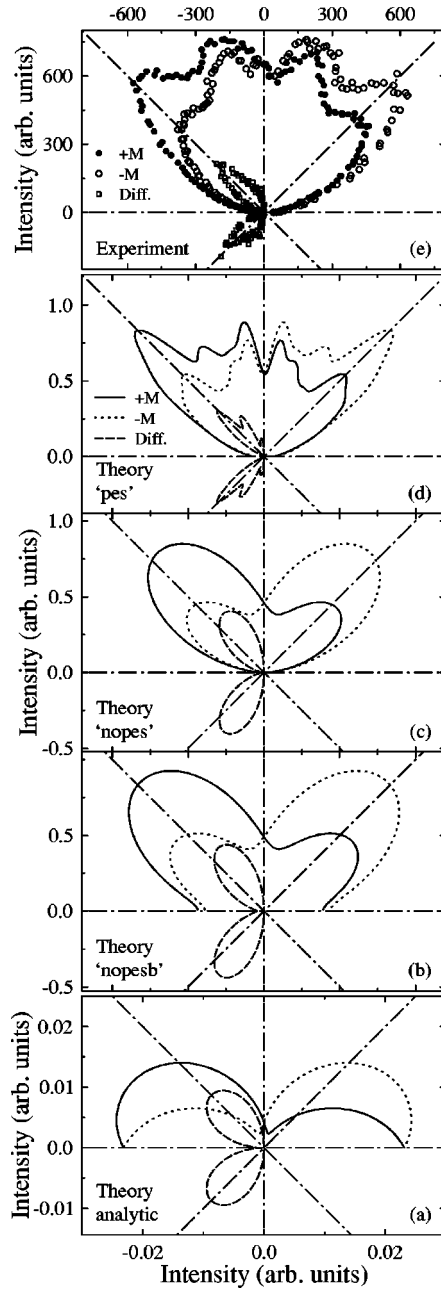 -600 -300 0 300 600
Intensity (arb. units)
600
300
0
+M
-M
Diff.
Experiment
(e)
1.0
0.5
0.0
+M
-M
Diff.
Theory
'pes'
(d)
Intensity (arb. units)
1.0
0.5
0.0
-0.5
Theory
'nopes'
(c)
0.5
0.0
-0.5
Theory
'nopesb'
(b)
Intensity (arb. units)
0.02
0.01
0.00
-0.01
Theory
analytic
(a)
-0.02 0.0 0.02
Intensity (arb. units)